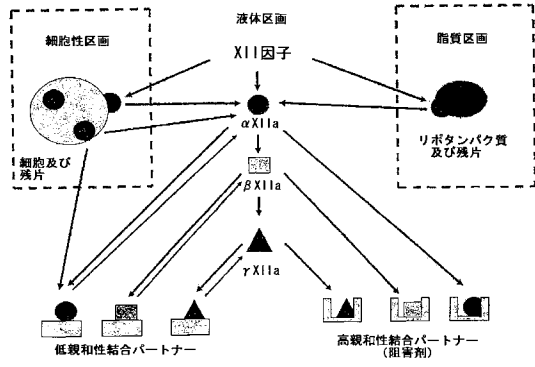 細胞性区画
液体区画
脂質区画
XII因子
αXIIa
細胞及び
残片
リポタンパク質
及び残片
βXIIa
γXIIa
低親和性結合パートナー
高親和性結合パートナー
(阻害剤)